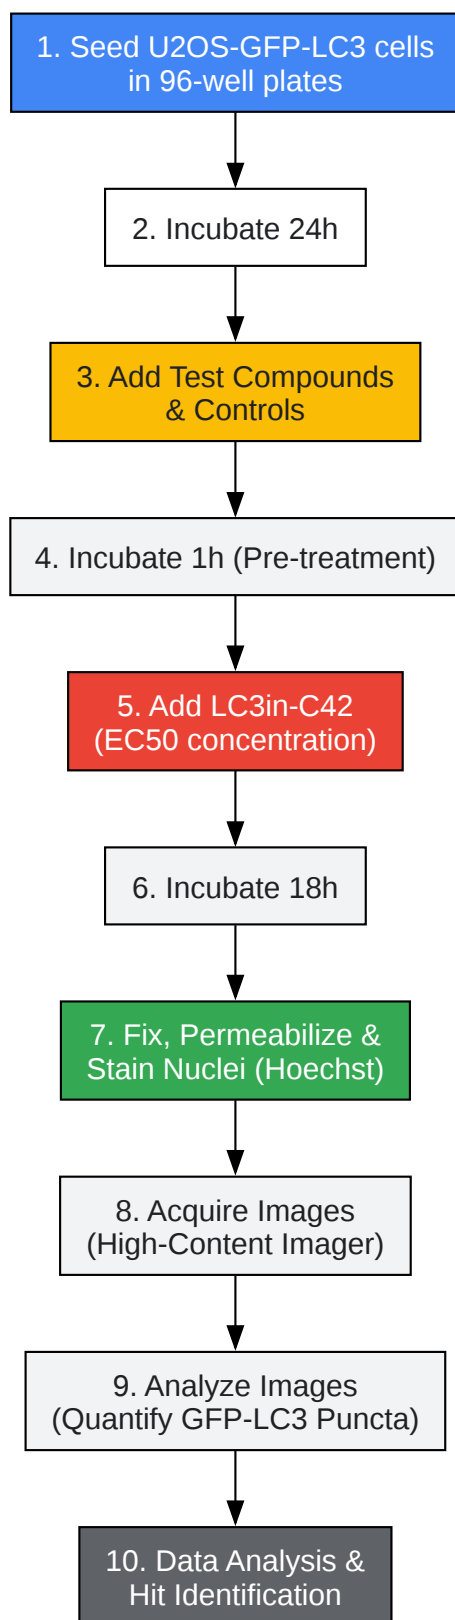 1. Seed U2OS-GFP-LC3 cells
in 96-well plates
2. Incubate 24h
3. Add Test Compounds
& Controls
4. Incubate 1h (Pre-treatment)
5. Add LC3in-C42
(EC50 concentration)
6. Incubate 18h
7. Fix, Permeabilize &
Stain Nuclei (Hoechst)
8. Acquire Images
(High-Content Imager)
9. Analyze Images
(Quantify GFP-LC3 Puncta)
10. Data Analysis &
Hit Identification